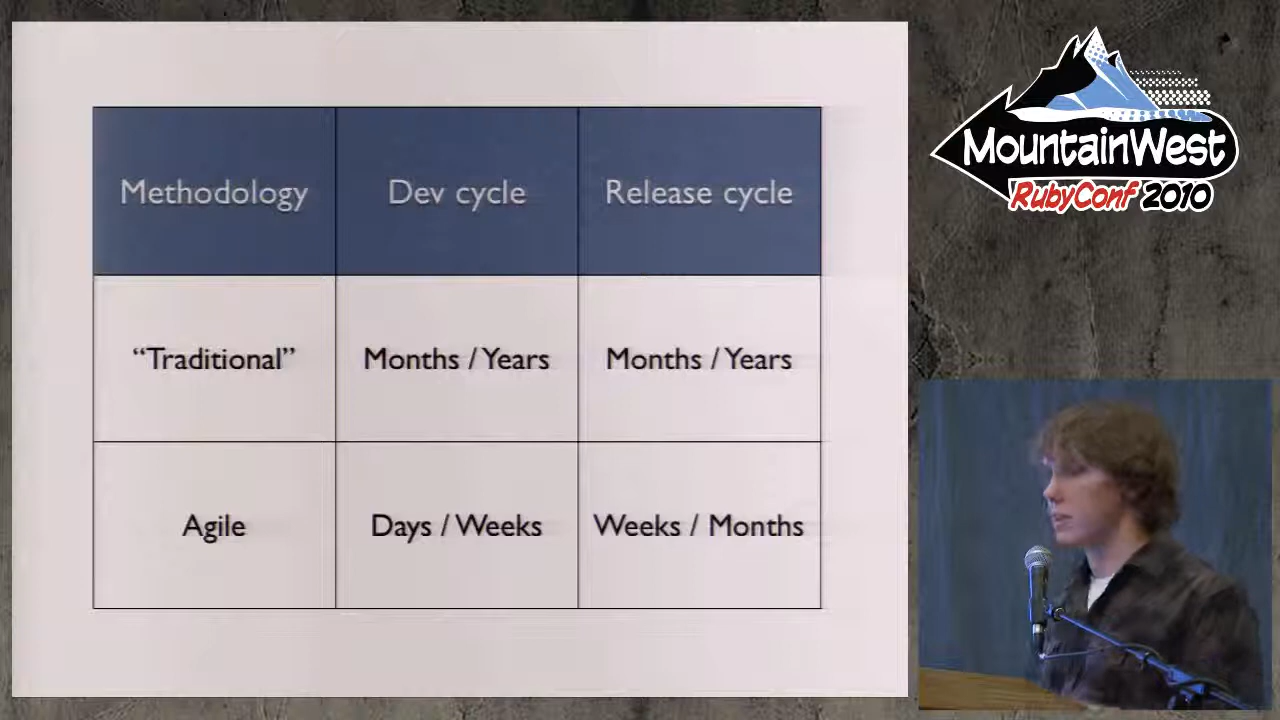 Methodology Dev cycle Release cycle
“Traditional” Months / Years Months / Years
Agile Days / Weeks Weeks / Months
MountainWest
RubyConf 2010